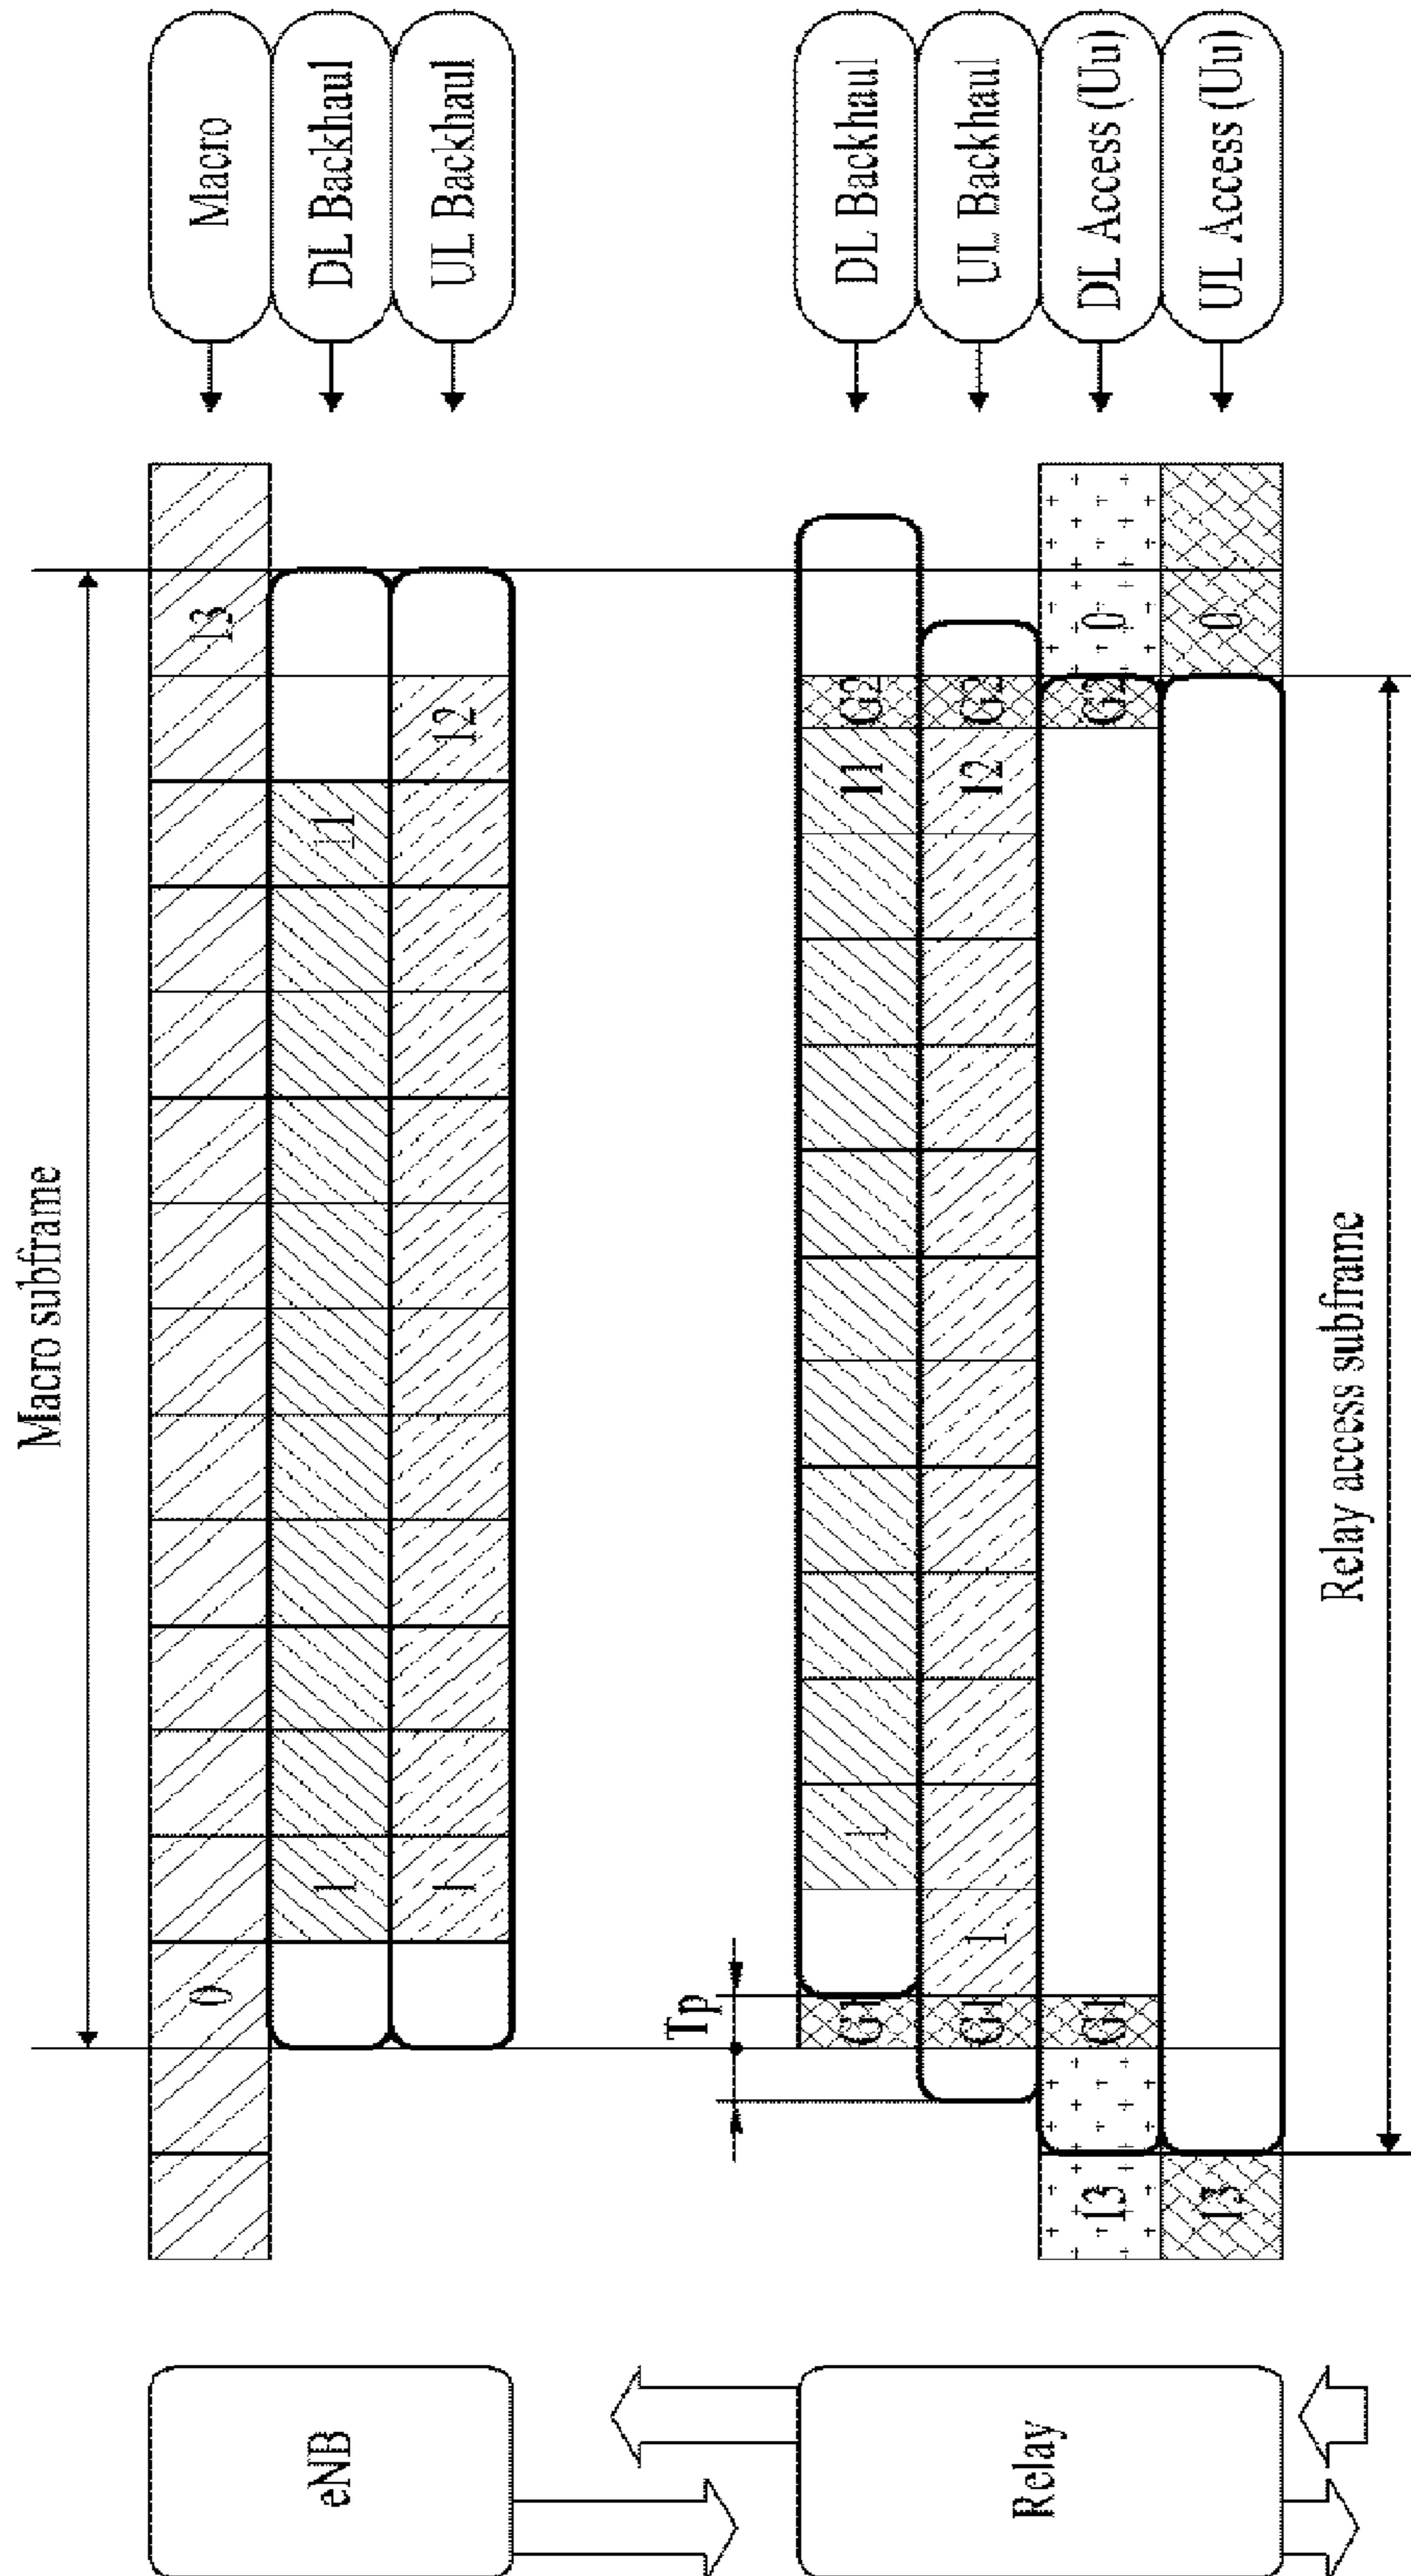 Macro subframe
eNB
0
13
Macro
1
11
DL Backhaul
1
12
UL Backhaul
Tp
Relay
G1
1
11
G2
DL Backhaul
G1
1
12
G2
UL Backhaul
13
G1
G2
0
DL Access (Uu)
13
0
UL Access (Uu)
Relay access subframe